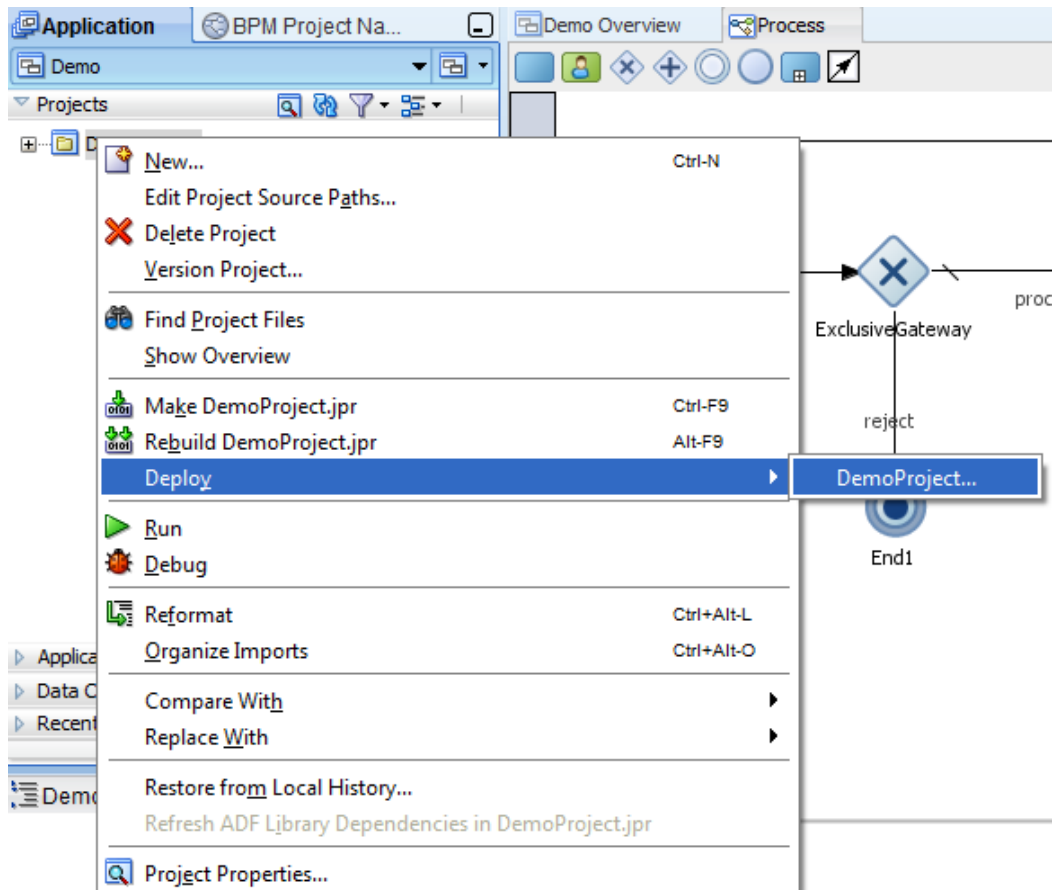 Application
BPM Project Na...
Demo Overview
Process
Demo
Projects
D
New... Ctrl-N
Edit Project Source Paths...
Delete Project
Version Project...
Find Project Files
Show Overview
Make DemoProject.jpr Ctrl-F9
Rebuild DemoProject.jpr Alt-F9
Deploy
DemoProject...
Run
Debug
Reformat Ctrl+Alt-L
Organize Imports Ctrl+Alt-O
Compare With
Replace With
Restore from Local History...
Refresh ADF Library Dependencies in DemoProject.jpr
Project Properties...
Applica
Data C
Recent
Demo
proc
ExclusiveGateway
reject
End1